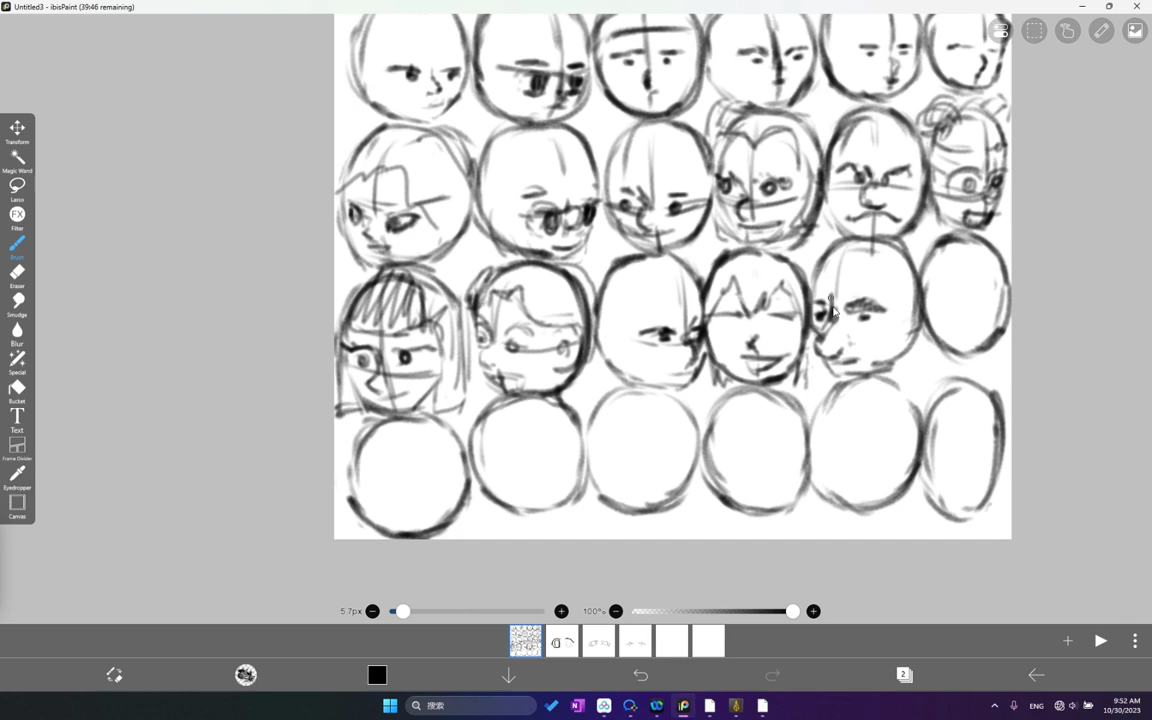 Untitled3 - ibisPaint (39:46 remaining)
Transform
Magic Wand
Lasso
FX
Filter
Brush
Eraser
Smudge
Blur
Special
Bucket
T
Text
Frame Divider
Eyedropper
Canvas
5.7px
100%
2
搜索
ENG
9:52 AM
10/30/2023